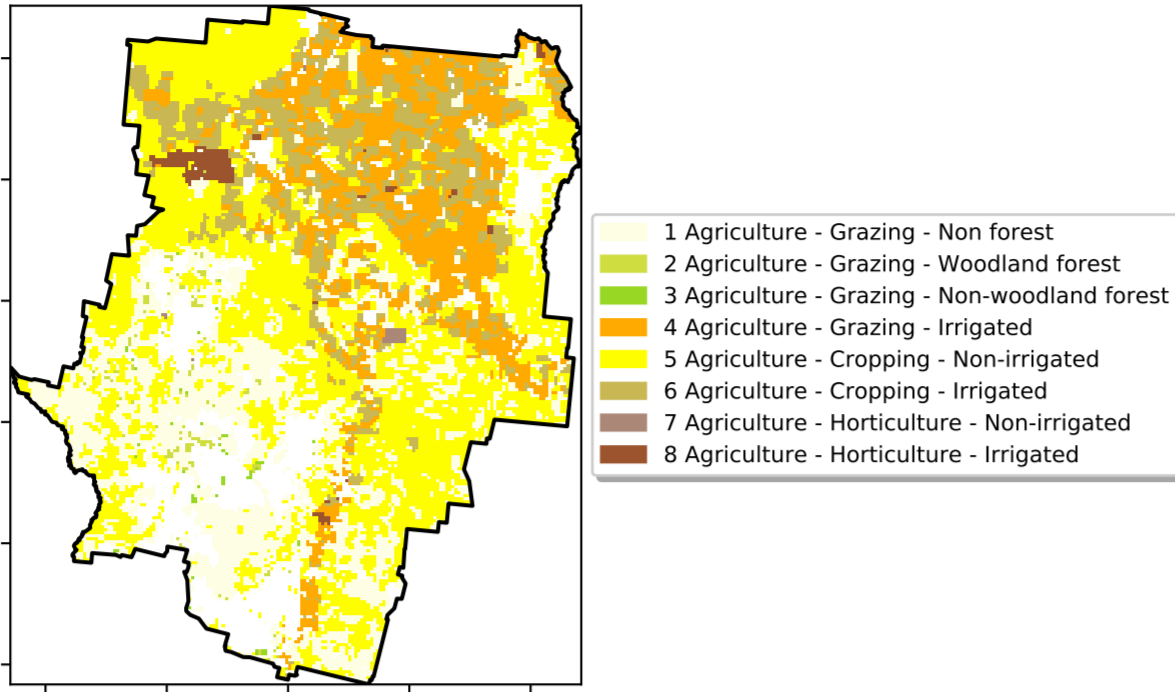 1 Agriculture - Grazing - Non forest
2 Agriculture - Grazing - Woodland forest
3 Agriculture - Grazing - Non-woodland forest
4 Agriculture - Grazing - Irrigated
5 Agriculture - Cropping - Non-irrigated
6 Agriculture - Cropping - Irrigated
7 Agriculture - Horticulture - Non-irrigated
8 Agriculture - Horticulture - Irrigated